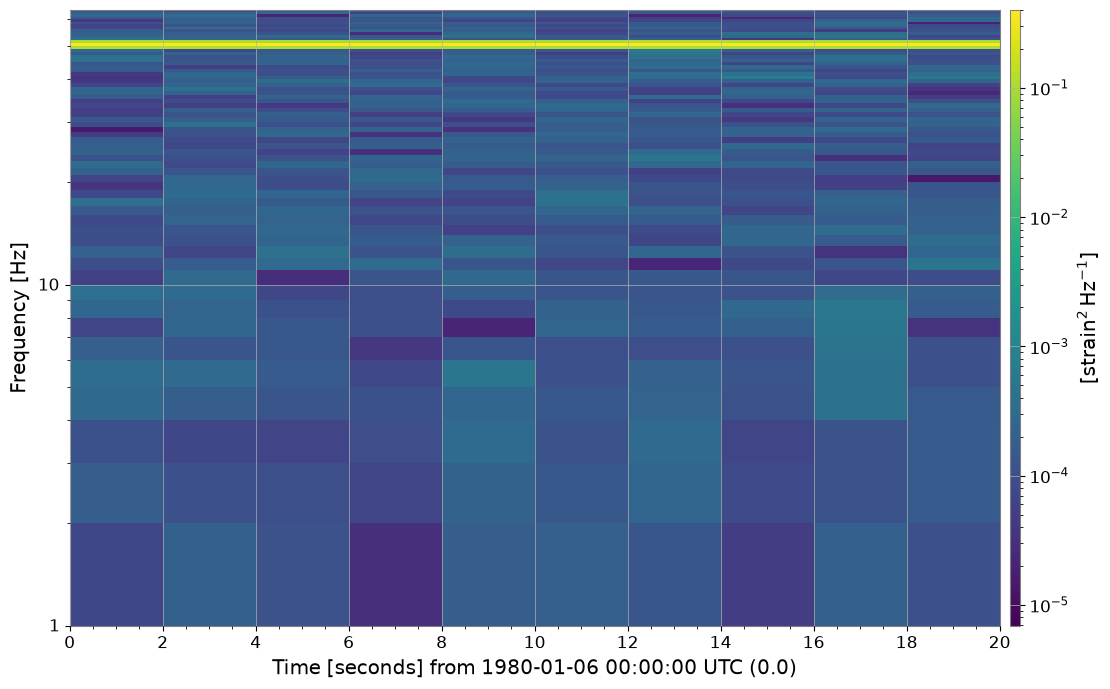 Frequency [Hz]
10
1
0 2 4 6 8 10 12 14 16 18 20
Time [seconds] from 1980-01-06 00:00:00 UTC (0.0)
10⁻¹
10⁻²
10⁻³
10⁻⁴
10⁻⁵
[strain² Hz⁻¹]